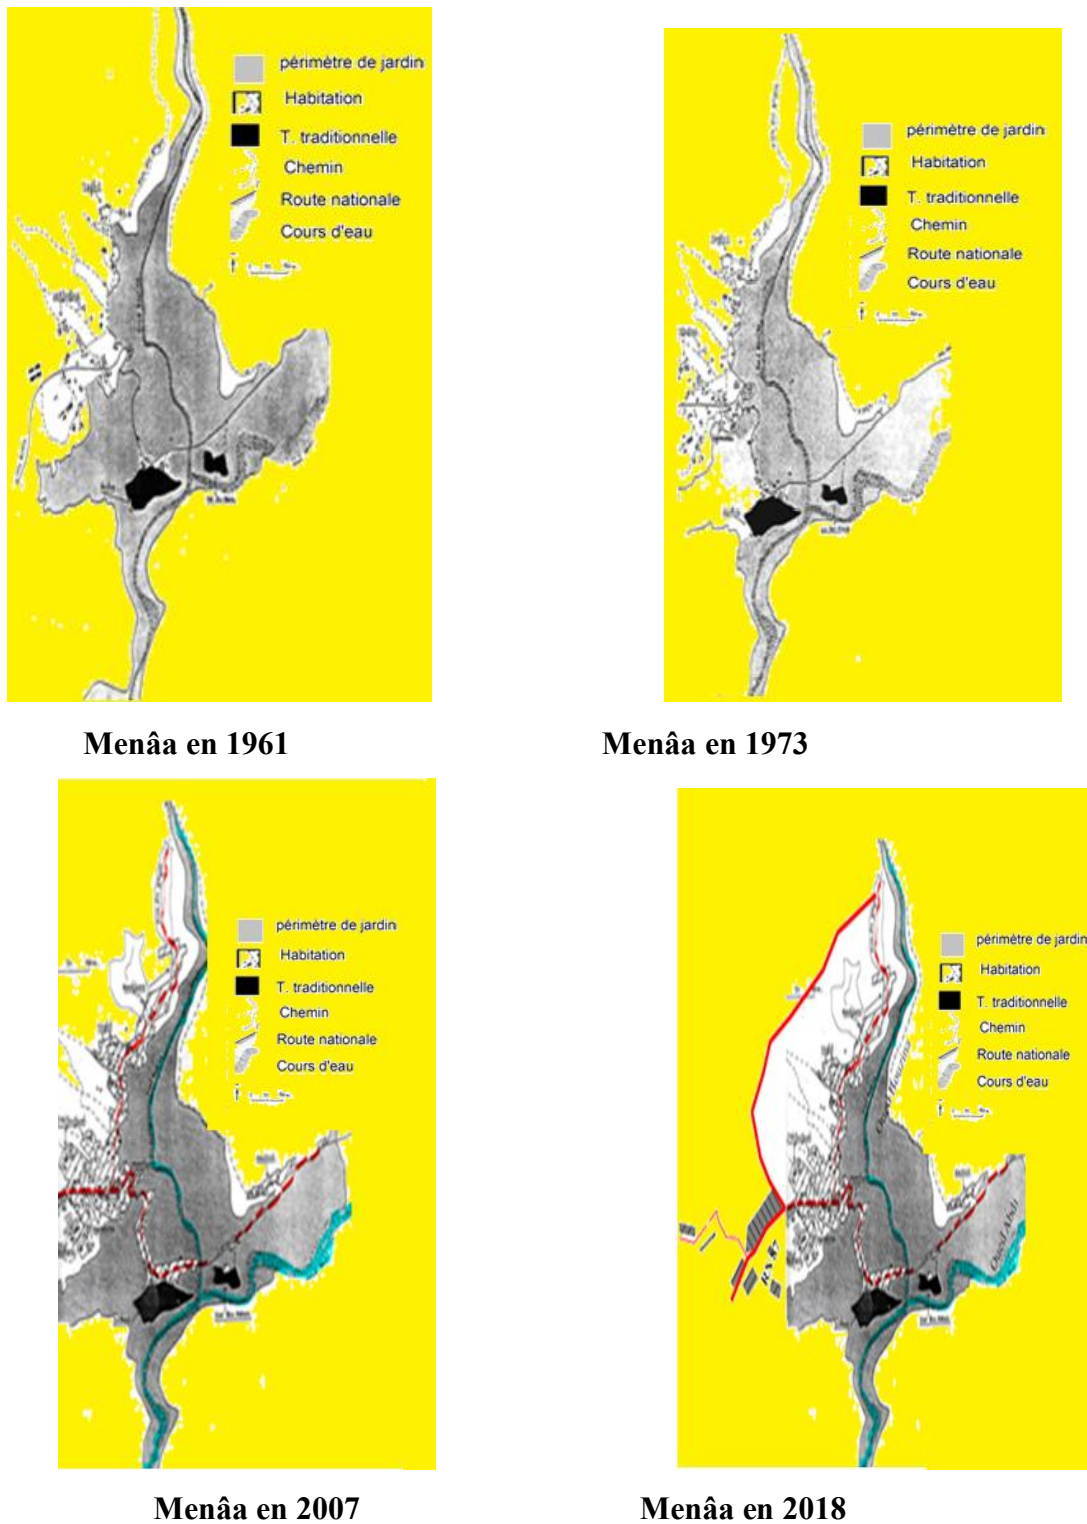 périmètre de jardin
Habitation
T. traditionnelle
Chemin
Route nationale
Cours d'eau
périmètre de jardin
Habitation
T. traditionnelle
Chemin
Route nationale
Cours d'eau
Menâa en 1961
Menâa en 1973
périmètre de jardin
Habitation
T. traditionnelle
Chemin
Route nationale
Cours d'eau
périmètre de jardin
Habitation
T. traditionnelle
Chemin
Route nationale
Cours d'eau
Oued Abdi
Menâa en 2007
Menâa en 2018